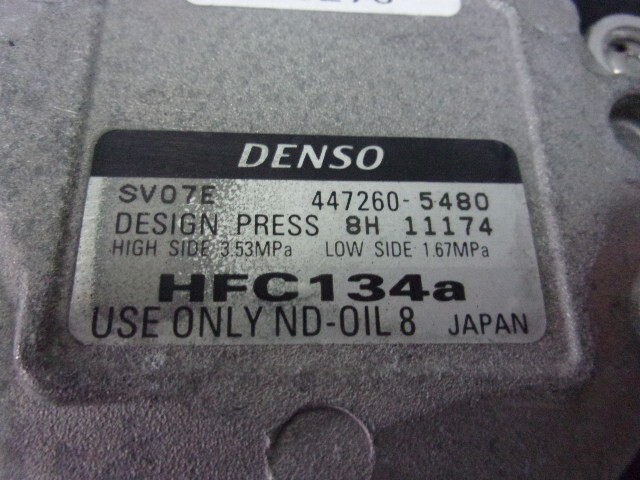 DENSO
SV07E 447260-5480
DESIGN PRESS 8H 11174
HIGH SIDE 3.53MPa LOW SIDE 1.67MPa
HFC134a
USE ONLY ND-OIL 8 JAPAN